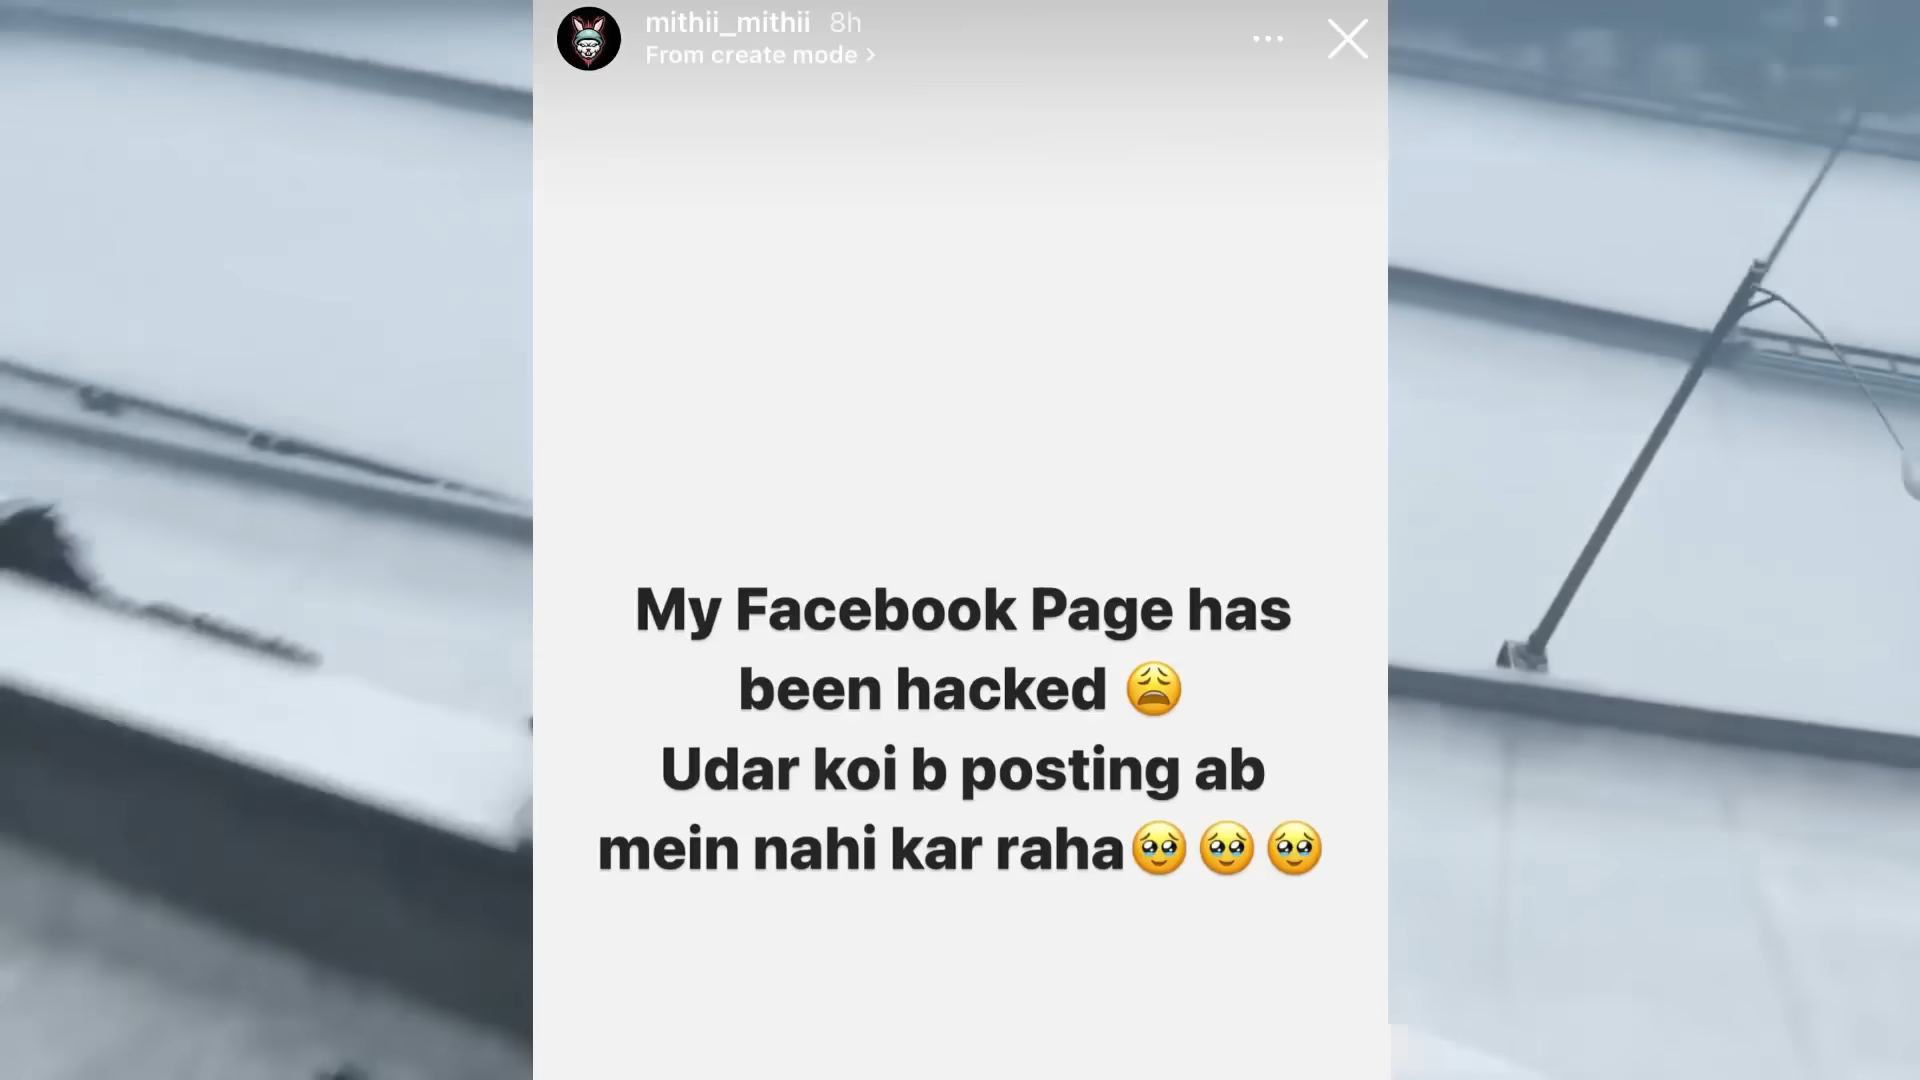 mithii_mithii 8h
From create mode >
My Facebook Page has
been hacked 😩
Udar koi b posting ab
mein nahi kar raha🥹🥹🥹